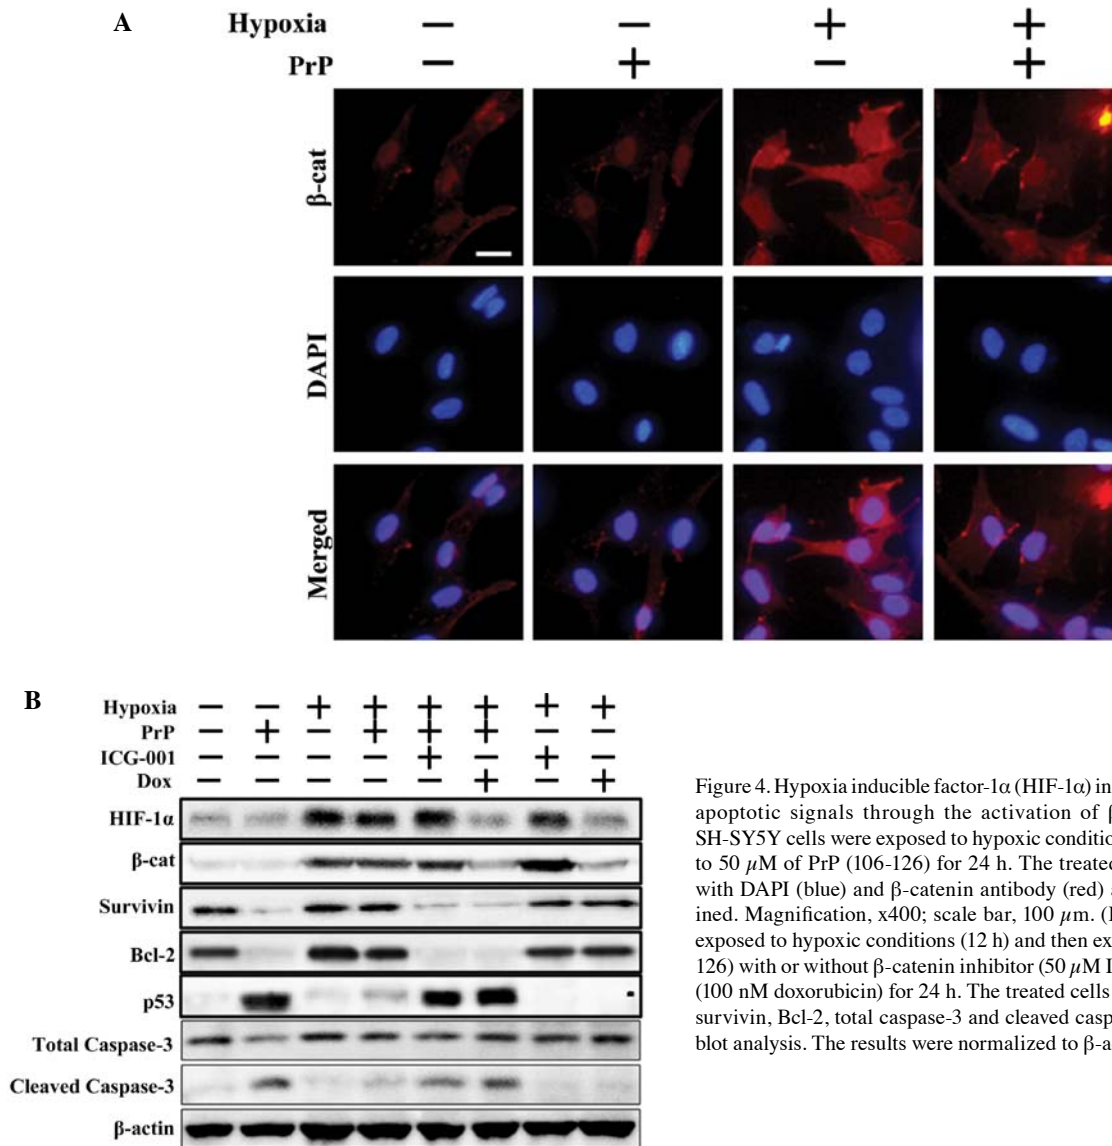 A
Hypoxia − − + +
PrP − + − +
β-cat
DAPI
Merged
B
Hypoxia − − + + + + + +
PrP − + − + + + − −
ICG-001 − − − − + − + −
Dox − − − − − + − +
HIF-1α
β-cat
Survivin
Bcl-2
p53
Total Caspase-3
Cleaved Caspase-3
β-actin
Figure 4. Hypoxia inducible factor-1α (HIF-1α) in
apoptotic signals through the activation of β
SH-SY5Y cells were exposed to hypoxic condition
to 50 μM of PrP (106-126) for 24 h. The treated
with DAPI (blue) and β-catenin antibody (red) a
ined. Magnification, x400; scale bar, 100 μm. (
exposed to hypoxic conditions (12 h) and then ex
126) with or without β-catenin inhibitor (50 μM I
(100 nM doxorubicin) for 24 h. The treated cells
survivin, Bcl-2, total caspase-3 and cleaved casp
blot analysis. The results were normalized to β-a